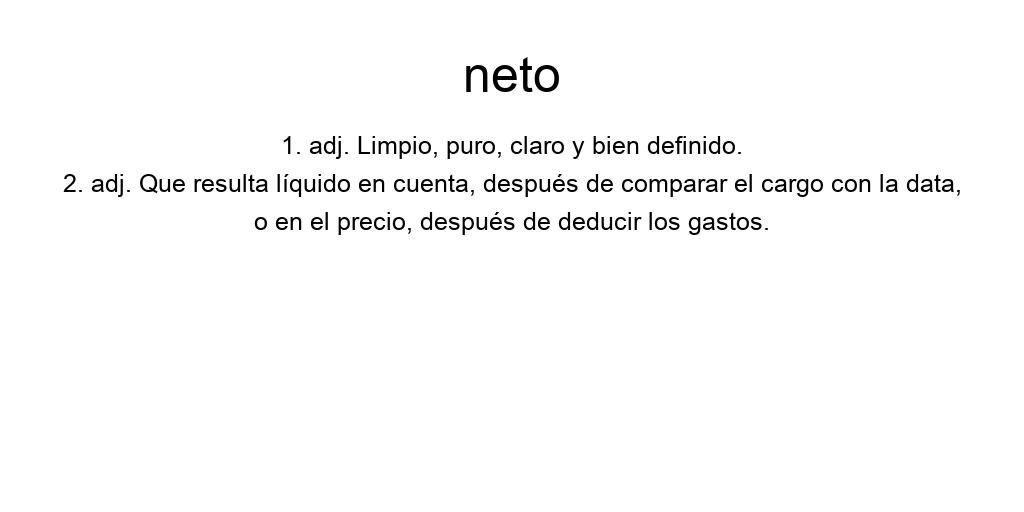 neto
1. adj. Limpio, puro, claro y bien definido.
2. adj. Que resulta líquido en cuenta, después de comparar el cargo con la data,
o en el precio, después de deducir los gastos.